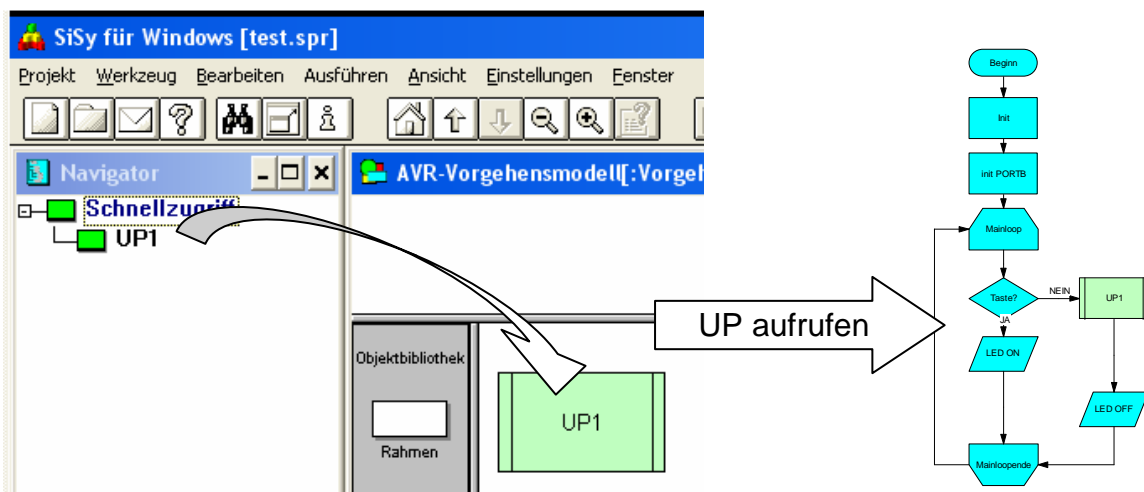 SiSy für Windows [test.spr]
Projekt Werkzeug Bearbeiten Ausführen Ansicht Einstellungen Fenster
Navigator
AVR-Vorgehensmodell[:Vorgeh
Schnellzugriff
UP1
Objektbibliothek
Rahmen
UP1
UP aufrufen
Beginn
Init
init PORTB
Mainloop
Taste?
NEIN
UP1
JA
LED ON
LED OFF
Mainloopende